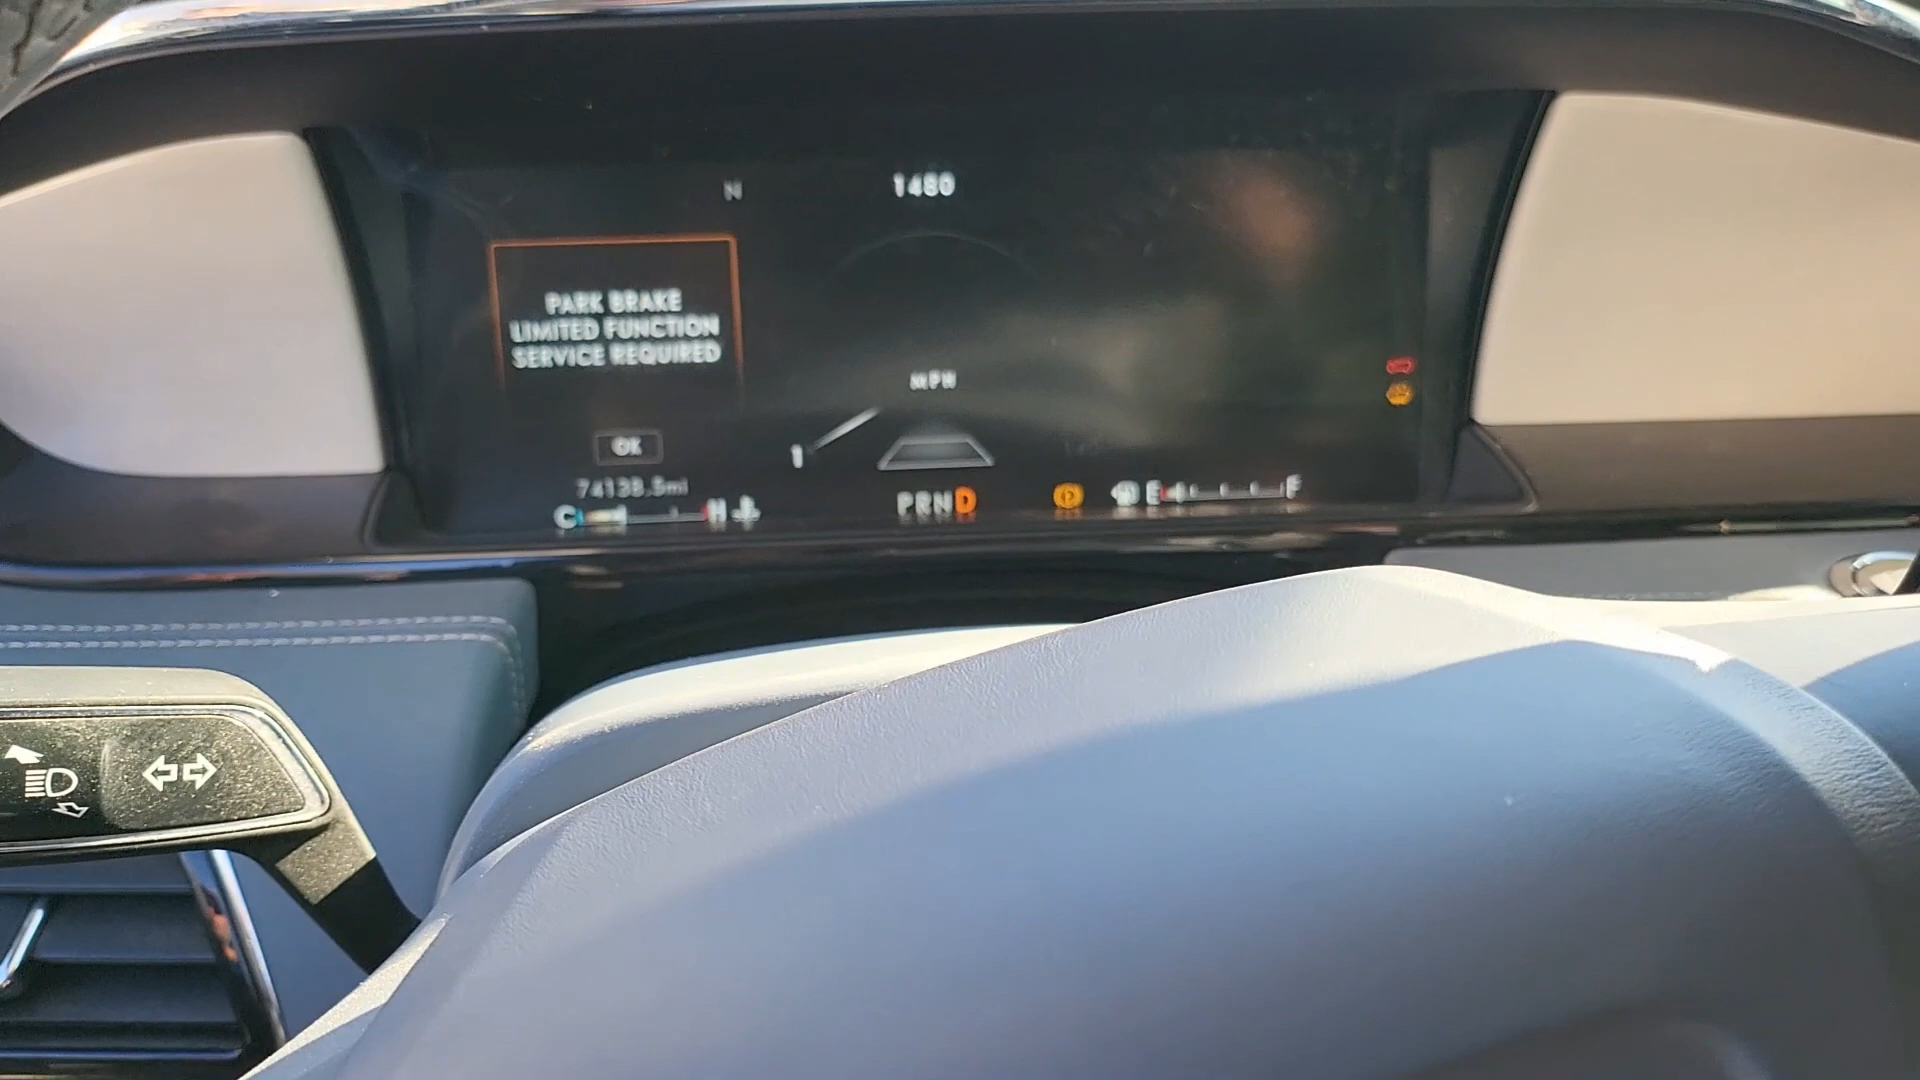 N
1480
PARK BRAKE
LIMITED FUNCTION
SERVICE REQUIRED
MPH
1
OK
74138.5mi
C H
PRND
P
E F